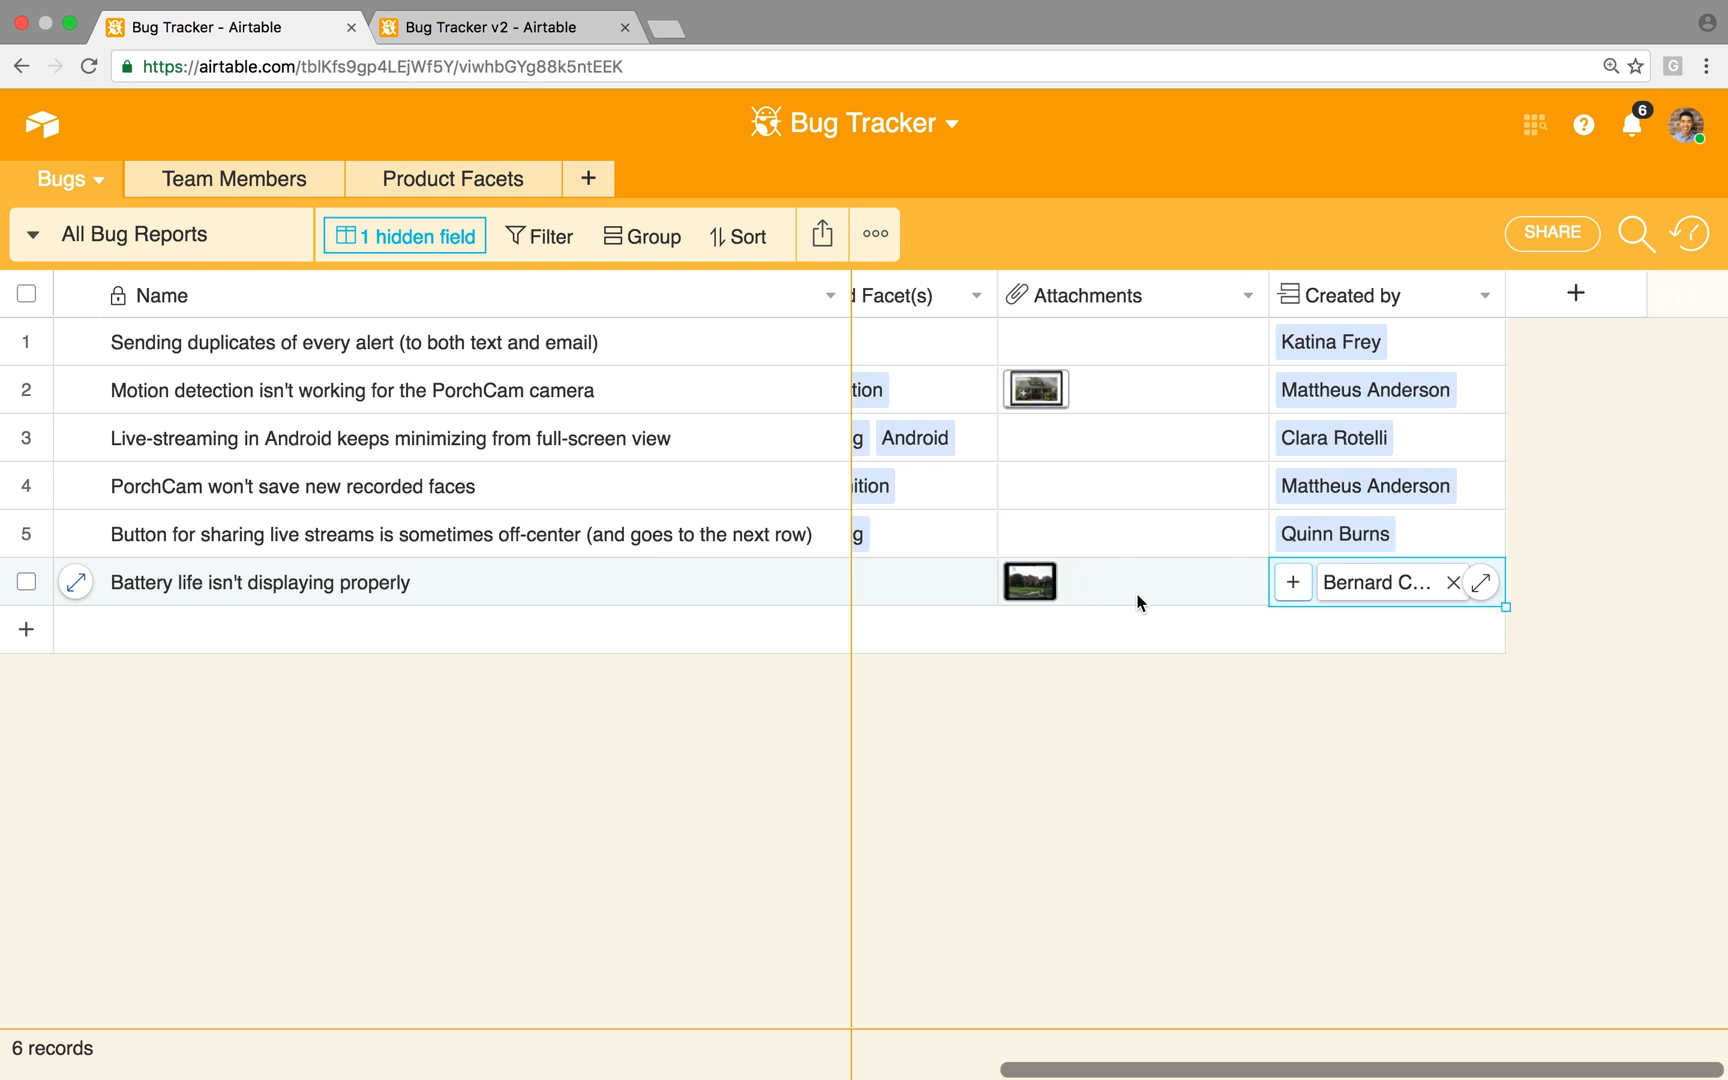 Bug Tracker - Airtable
Bug Tracker v2 - Airtable
https://airtable.com/tblKfs9gp4LEjWf5Y/viwhbGYg88k5ntEEK
G
Bug Tracker
6
Bugs
Team Members
Product Facets
+
All Bug Reports
1 hidden field
Filter
Group
Sort
SHARE
Name
d Facet(s)
Attachments
Created by
+
1
Sending duplicates of every alert (to both text and email)
Katina Frey
2
Motion detection isn't working for the PorchCam camera
tion
Mattheus Anderson
3
Live-streaming in Android keeps minimizing from full-screen view
g
Android
Clara Rotelli
4
PorchCam won't save new recorded faces
ition
Mattheus Anderson
5
Button for sharing live streams is sometimes off-center (and goes to the next row)
g
Quinn Burns
Battery life isn't displaying properly
+
Bernard C...
+
6 records